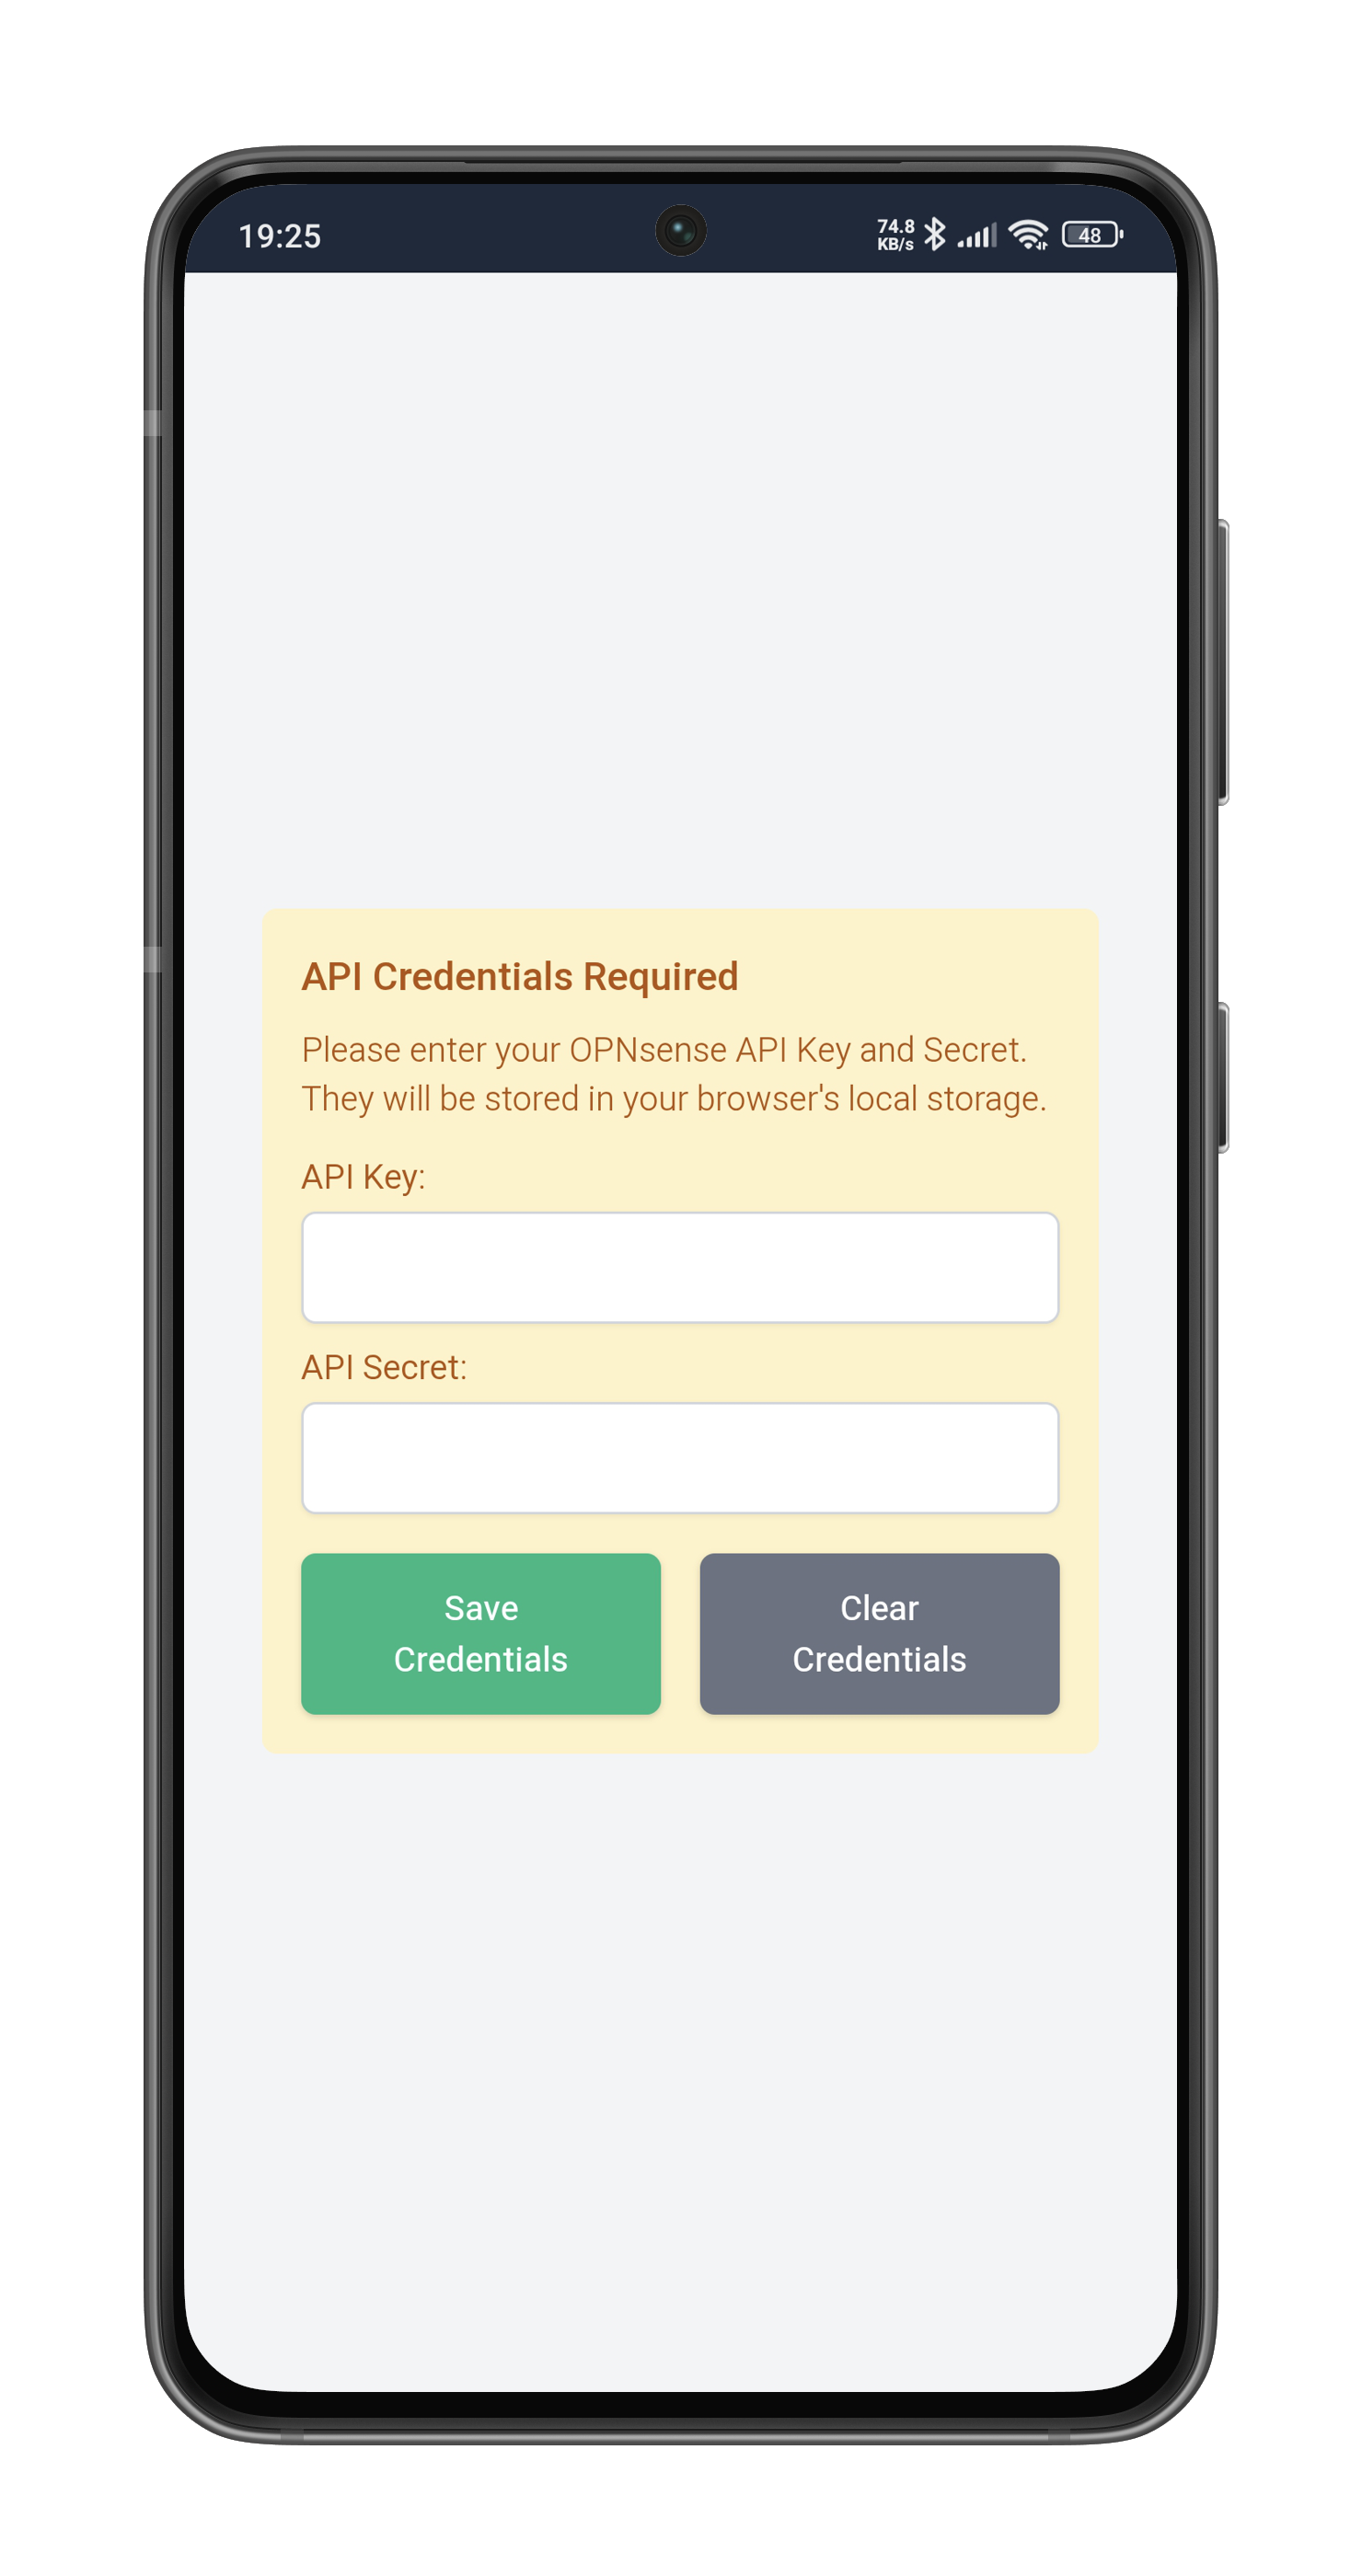 19:25
74.8
KB/s
48
API Credentials Required
Please enter your OPNsense API Key and Secret.
They will be stored in your browser's local storage.
API Key:
API Secret:
Save
Credentials
Clear
Credentials